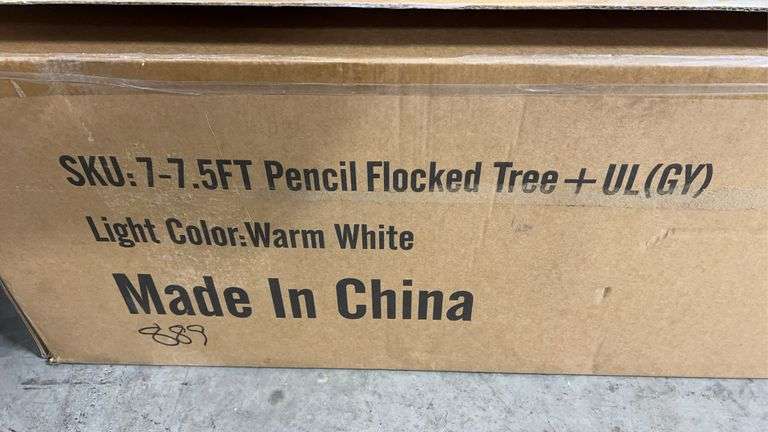 SKU:7-7.5FT Pencil Flocked Tree+UL(GY)
Light Color:Warm White
Made In China
889